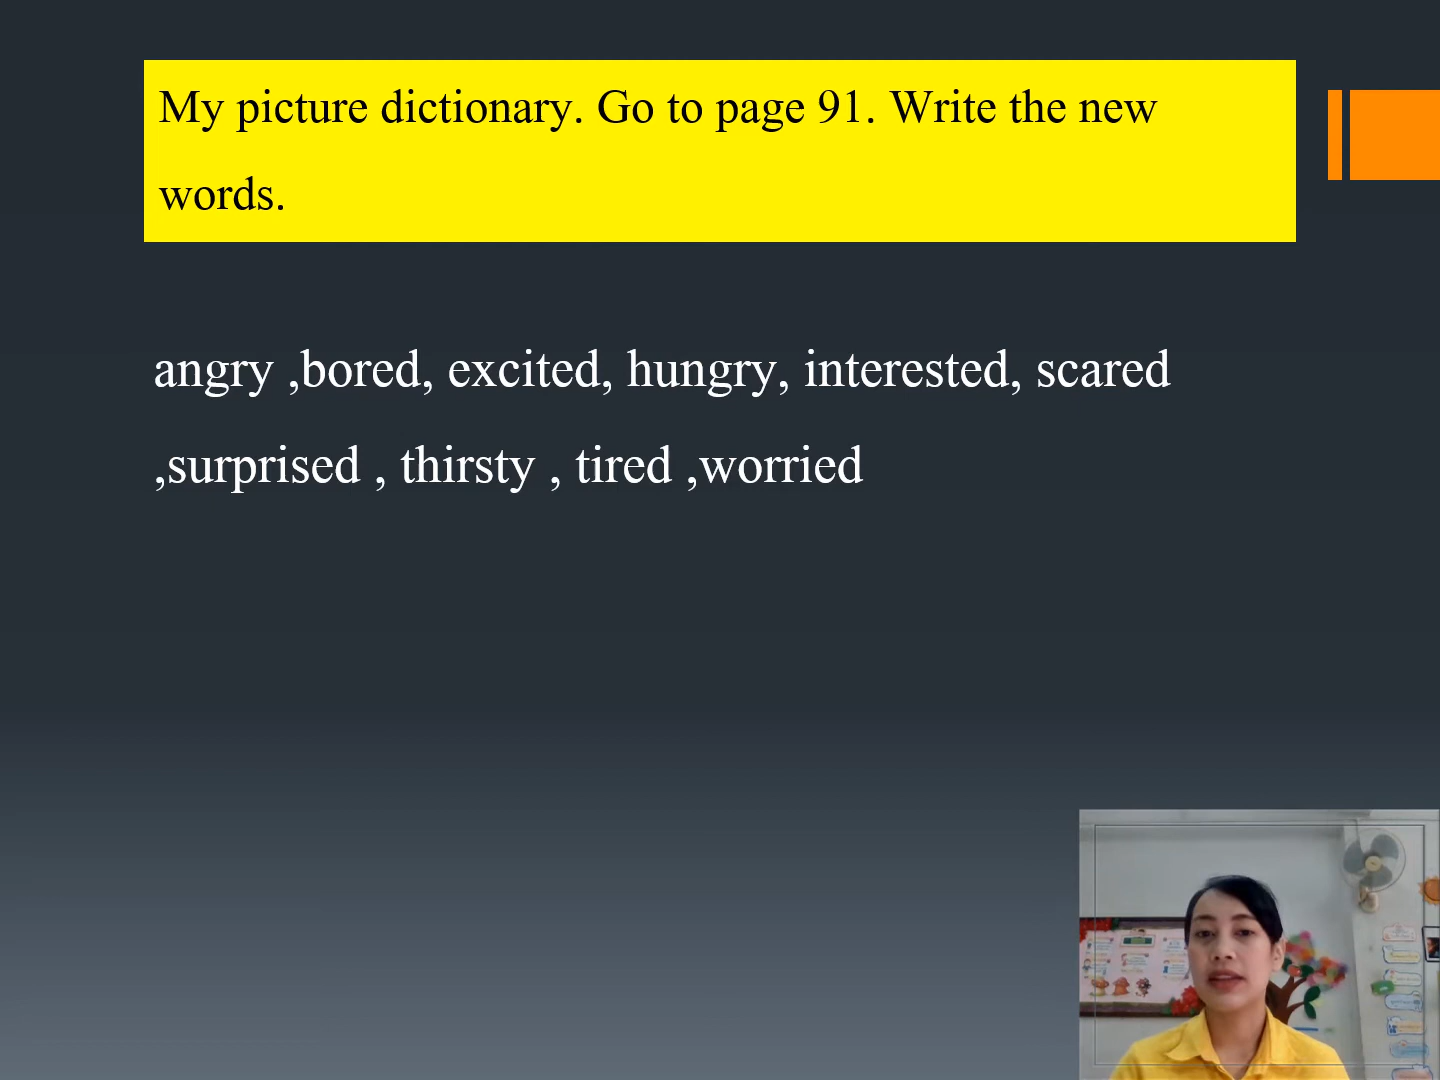 My picture dictionary. Go to page 91. Write the new
words.
angry ,bored, excited, hungry, interested, scared
,surprised , thirsty , tired ,worried